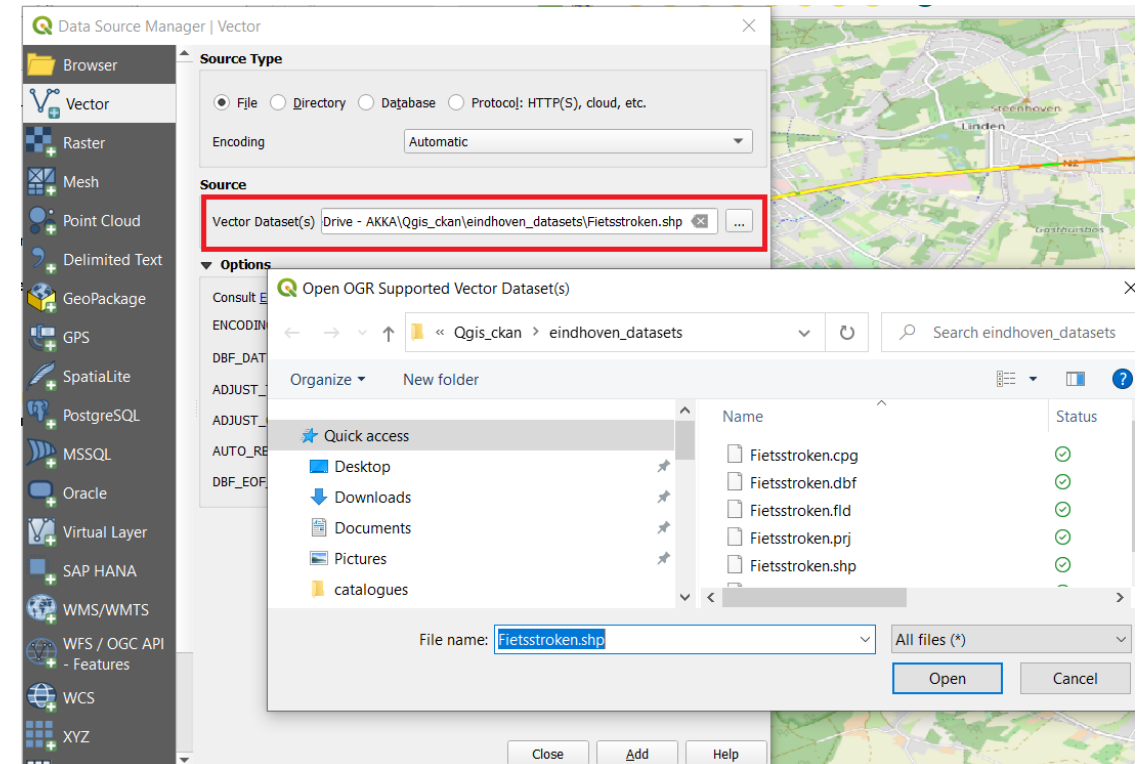 Data Source Manager | Vector
Browser
Vector
Raster
Mesh
Point Cloud
Delimited Text
GeoPackage
GPS
SpatiaLite
PostgreSQL
MSSQL
Oracle
Virtual Layer
SAP HANA
WMS/WMTS
WFS / OGC API
- Features
WCS
XYZ
Source Type
File Directory Database Protocol: HTTP(S), cloud, etc.
Encoding Automatic
Source
Vector Dataset(s) Drive - AKKA\Qgis_ckan\eindhoven_datasets\Fietsstroken.shp ...
Options
Consult E
ENCODIN
DBF_DAT
ADJUST_
ADJUST_
AUTO_RE
DBF_EOF_
Close Add Help
Open OGR Supported Vector Dataset(s)
« Qgis_ckan > eindhoven_datasets
Search eindhoven_datasets
Organize New folder
Quick access
Desktop
Downloads
Documents
Pictures
catalogues
Name Status
Fietsstroken.cpg
Fietsstroken.dbf
Fietsstroken.fld
Fietsstroken.prj
Fietsstroken.shp
File name: Fietsstroken.shp All files (*)
Open Cancel
Steenhoven
Linden
N2